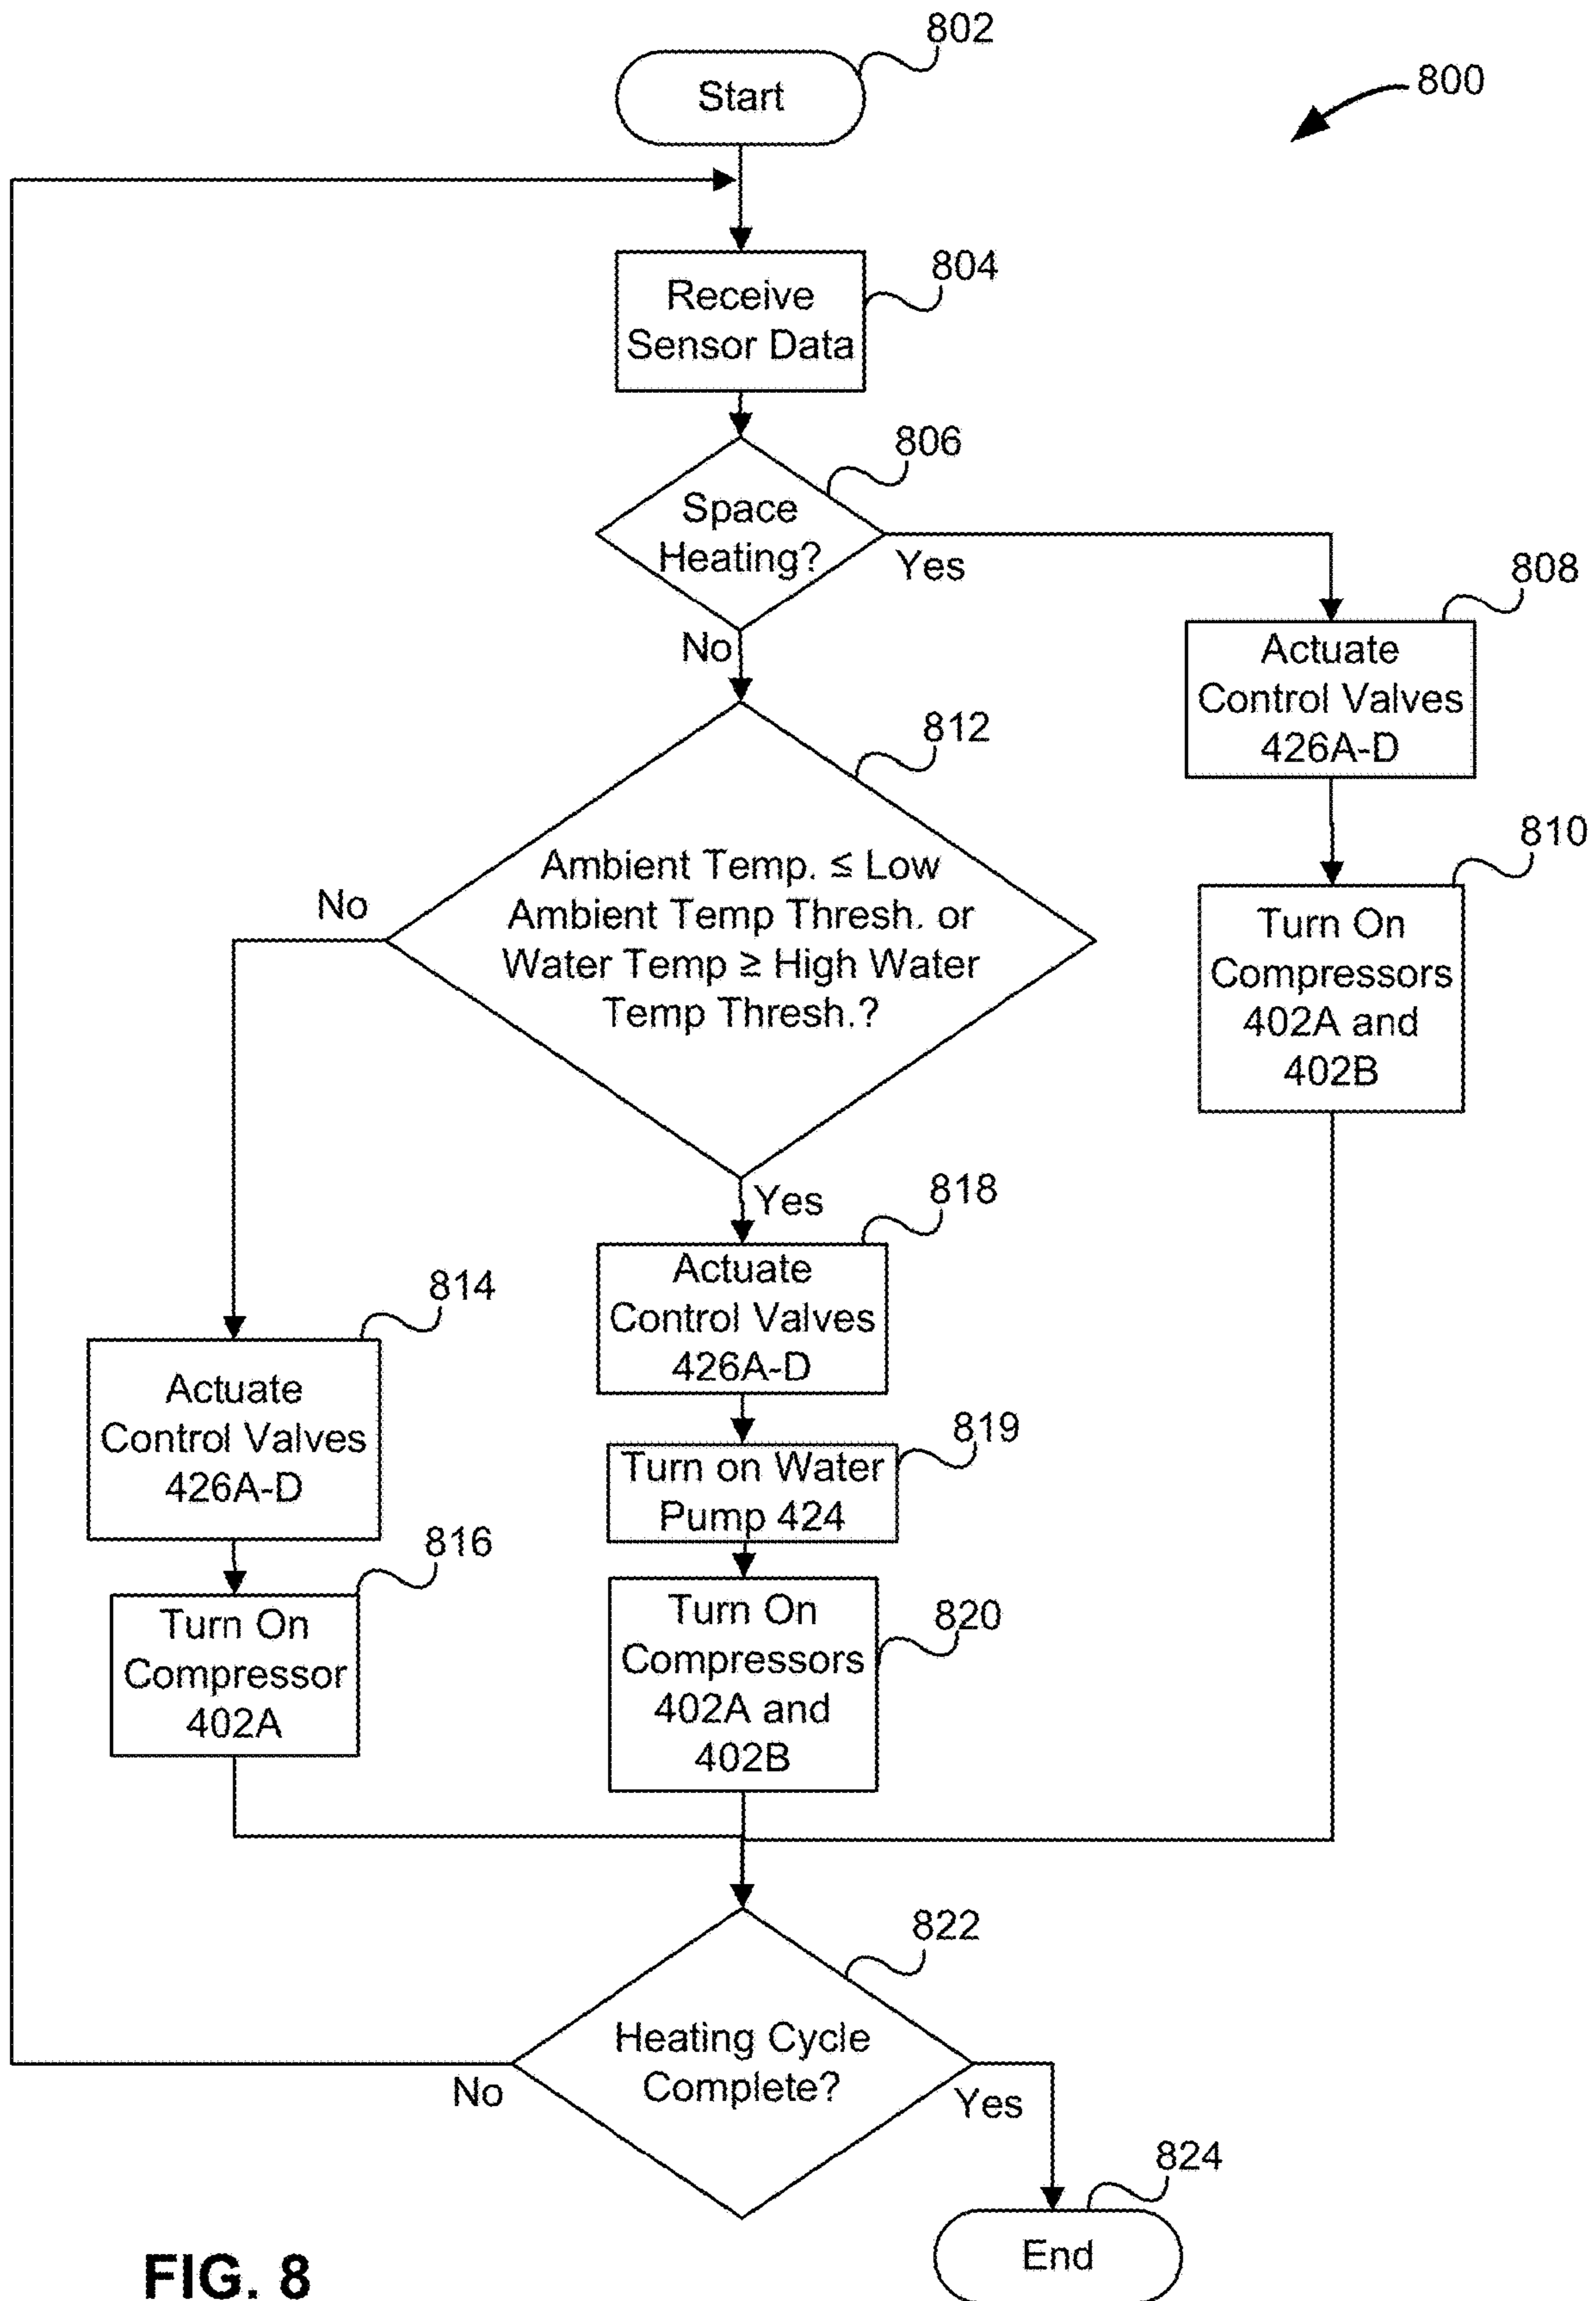 802
Start
800
804
Receive
Sensor Data
806
Space
Heating?
Yes
No
808
Actuate
Control Valves
426A-D
812
Ambient Temp. ≤ Low
Ambient Temp Thresh. or
Water Temp ≥ High Water
Temp Thresh.?
No
Yes
810
Turn On
Compressors
402A and
402B
818
Actuate
Control Valves
426A-D
814
Actuate
Control Valves
426A-D
819
Turn on Water
Pump 424
816
Turn On
Compressor
402A
820
Turn On
Compressors
402A and
402B
822
Heating Cycle
Complete?
No
Yes
824
End
FIG. 8